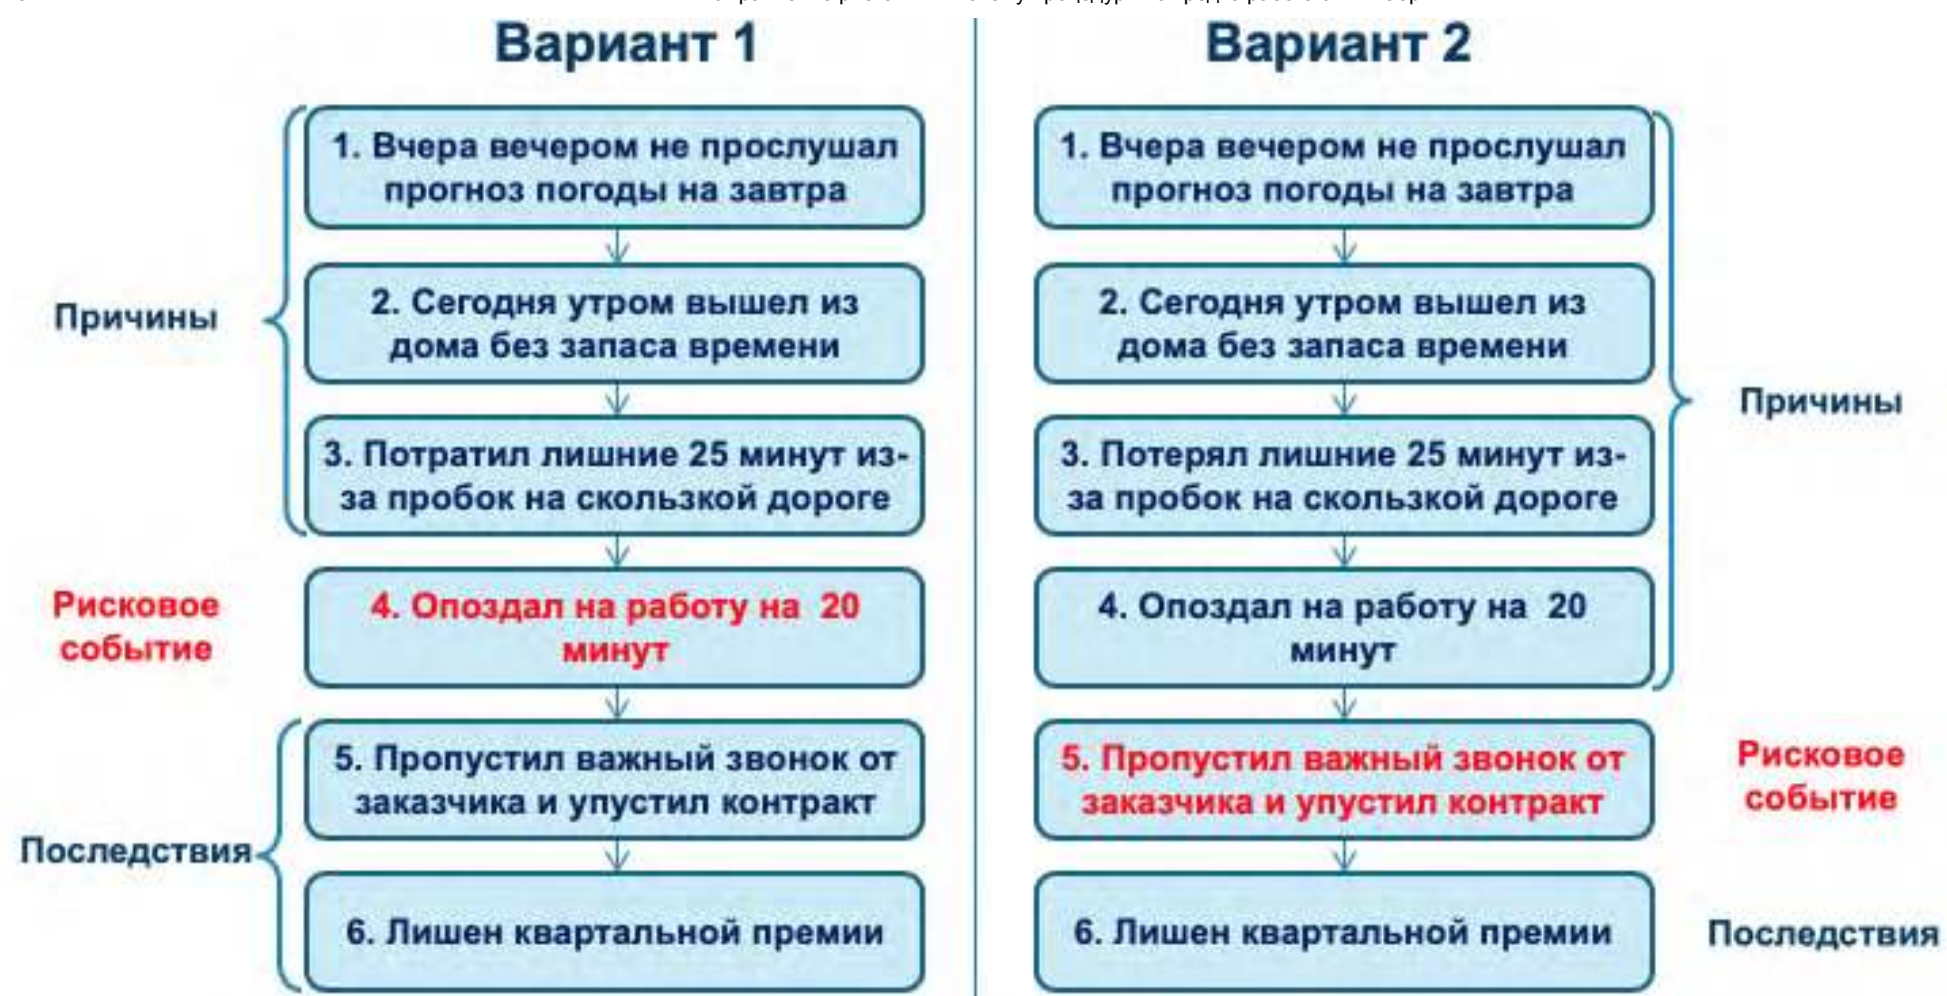 Вариант 1
1. Вчера вечером не прослушал
прогноз погоды на завтра
2. Сегодня утром вышел из
дома без запаса времени
3. Потратил лишние 25 минут из-
за пробок на скользкой дороге
4. Опоздал на работу на 20
минут
5. Пропустил важный звонок от
заказчика и упустил контракт
6. Лишен квартальной премии
Причины
Рисковое
событие
Последствия
Вариант 2
1. Вчера вечером не прослушал
прогноз погоды на завтра
2. Сегодня утром вышел из
дома без запаса времени
3. Потерял лишние 25 минут из-
за пробок на скользкой дороге
4. Опоздал на работу на 20
минут
5. Пропустил важный звонок от
заказчика и упустил контракт
6. Лишен квартальной премии
Причины
Рисковое
событие
Последствия